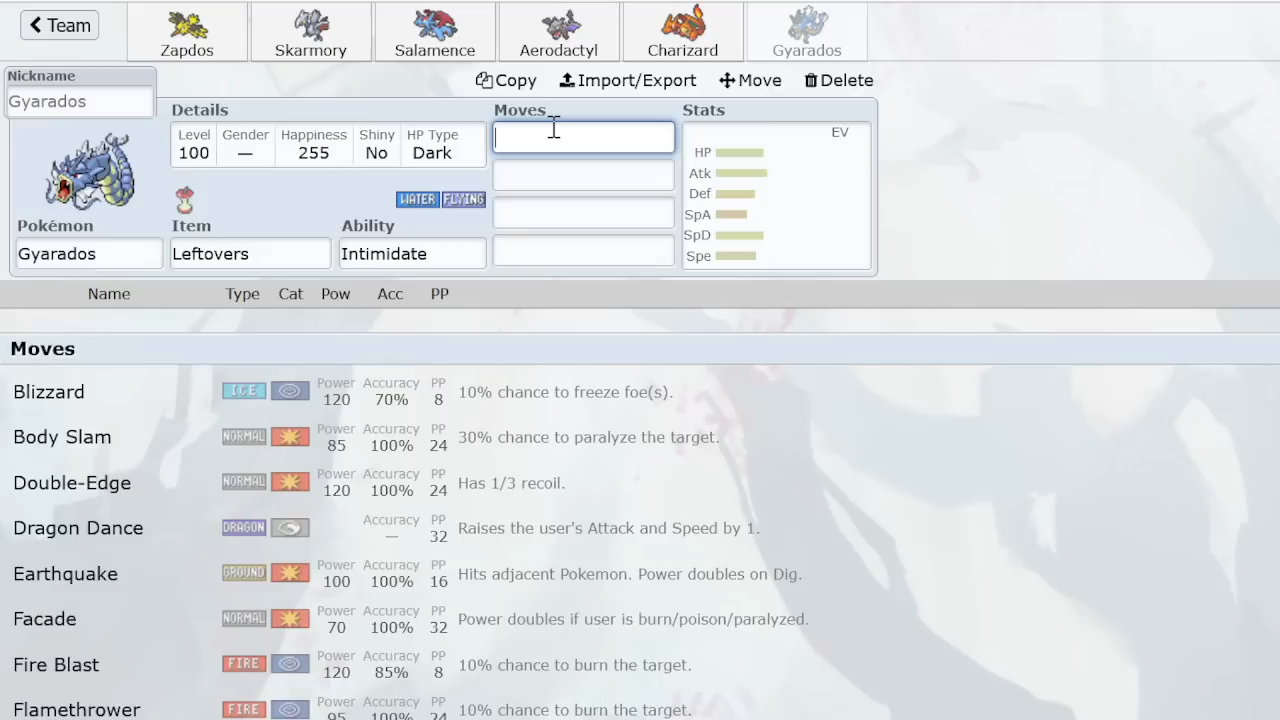 Team
Zapdos
Skarmory
Salamence
Aerodactyl
Charizard
Gyarados
Nickname
Gyarados
Copy
Import/Export
Move
Delete
Details
Level
100
Gender
—
Happiness
255
Shiny
No
HP Type
Dark
WATER
FLYING
Pokémon
Gyarados
Item
Leftovers
Ability
Intimidate
Moves
Stats
EV
HP
Atk
Def
SpA
SpD
Spe
Name Type Cat Pow Acc PP
Moves
Blizzard ICE Power 120 Accuracy 70% PP 8 10% chance to freeze foe(s).
Body Slam NORMAL Power 85 Accuracy 100% PP 24 30% chance to paralyze the target.
Double-Edge NORMAL Power 120 Accuracy 100% PP 24 Has 1/3 recoil.
Dragon Dance DRAGON Accuracy — PP 32 Raises the user's Attack and Speed by 1.
Earthquake GROUND Power 100 Accuracy 100% PP 16 Hits adjacent Pokemon. Power doubles on Dig.
Facade NORMAL Power 70 Accuracy 100% PP 32 Power doubles if user is burn/poison/paralyzed.
Fire Blast FIRE Power 120 Accuracy 85% PP 8 10% chance to burn the target.
Flamethrower FIRE Power 95 Accuracy 100% PP 24 10% chance to burn the target.